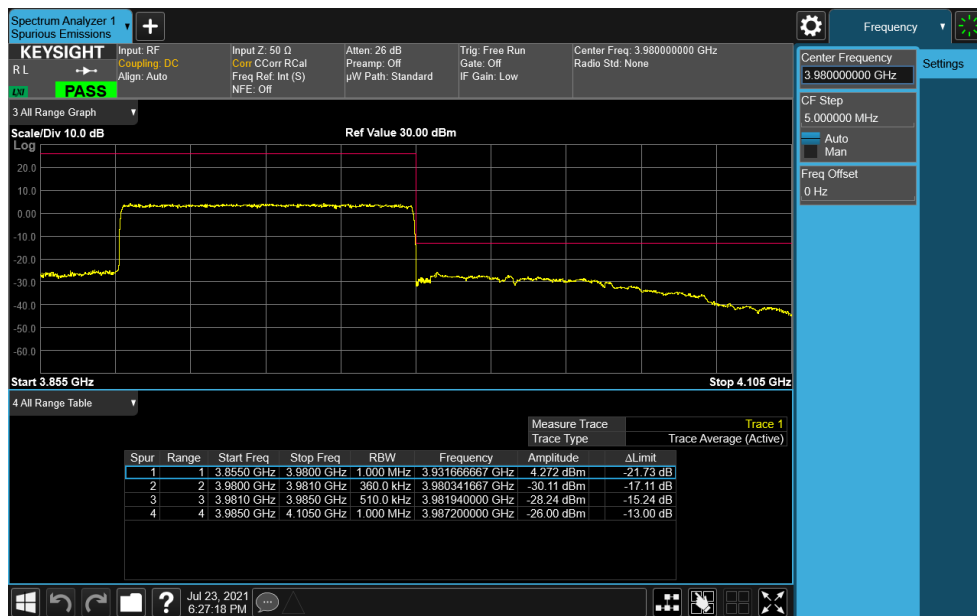 Spectrum Analyzer 1
Spurious Emissions
Frequency
KEYSIGHT
R L
LXI
PASS
Input: RF
Coupling: DC
Align: Auto
Input Z: 50 Ω
Corr CCorr RCal
Freq Ref: Int (S)
NFE: Off
Atten: 26 dB
Preamp: Off
µW Path: Standard
Trig: Free Run
Gate: Off
IF Gain: Low
Center Freq: 3.980000000 GHz
Radio Std: None
Center Frequency
3.980000000 GHz
Settings
CF Step
5.000000 MHz
Auto
Man
Freq Offset
0 Hz
3 All Range Graph
Scale/Div 10.0 dB Ref Value 30.00 dBm
Log
20.0
10.0
0.00
-10.0
-20.0
-30.0
-40.0
-50.0
-60.0
Start 3.855 GHz Stop 4.105 GHz
4 All Range Table
Measure Trace Trace 1
Trace Type Trace Average (Active)
Spur Range Start Freq Stop Freq RBW Frequency Amplitude ΔLimit
1 1 3.8550 GHz 3.9800 GHz 1.000 MHz 3.931666667 GHz 4.272 dBm -21.73 dB
2 2 3.9800 GHz 3.9810 GHz 360.0 kHz 3.980341667 GHz -30.11 dBm -17.11 dB
3 3 3.9810 GHz 3.9850 GHz 510.0 kHz 3.981940000 GHz -28.24 dBm -15.24 dB
4 4 3.9850 GHz 4.1050 GHz 1.000 MHz 3.987200000 GHz -26.00 dBm -13.00 dB
?
Jul 23, 2021
6:27:18 PM